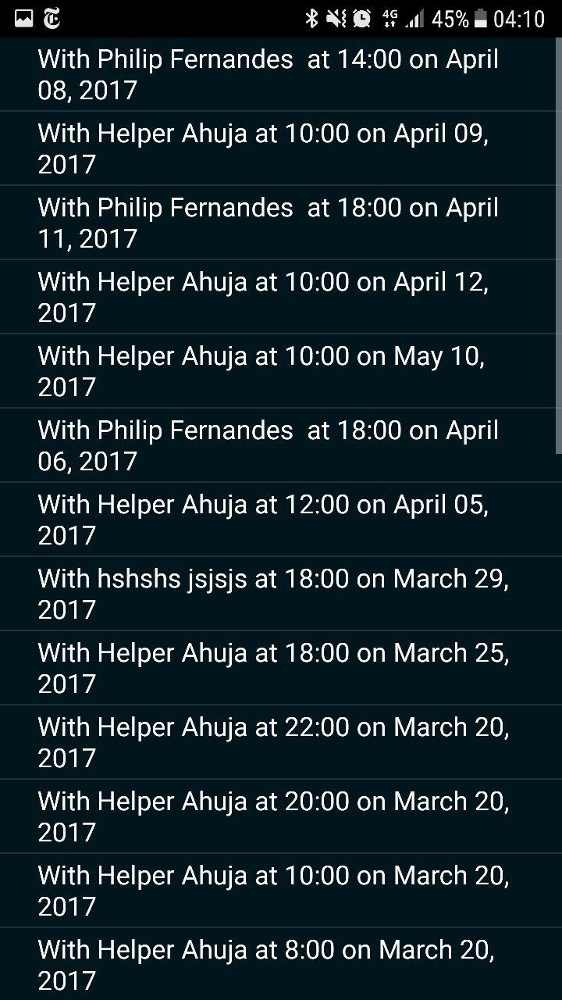 4G 45% 04:10
With Philip Fernandes  at 14:00 on April
08, 2017
With Helper Ahuja at 10:00 on April 09,
2017
With Philip Fernandes  at 18:00 on April
11, 2017
With Helper Ahuja at 10:00 on April 12,
2017
With Helper Ahuja at 10:00 on May 10,
2017
With Philip Fernandes  at 18:00 on April
06, 2017
With Helper Ahuja at 12:00 on April 05,
2017
With hshshs jsjsjs at 18:00 on March 29,
2017
With Helper Ahuja at 18:00 on March 25,
2017
With Helper Ahuja at 22:00 on March 20,
2017
With Helper Ahuja at 20:00 on March 20,
2017
With Helper Ahuja at 10:00 on March 20,
2017
With Helper Ahuja at 8:00 on March 20,
2017